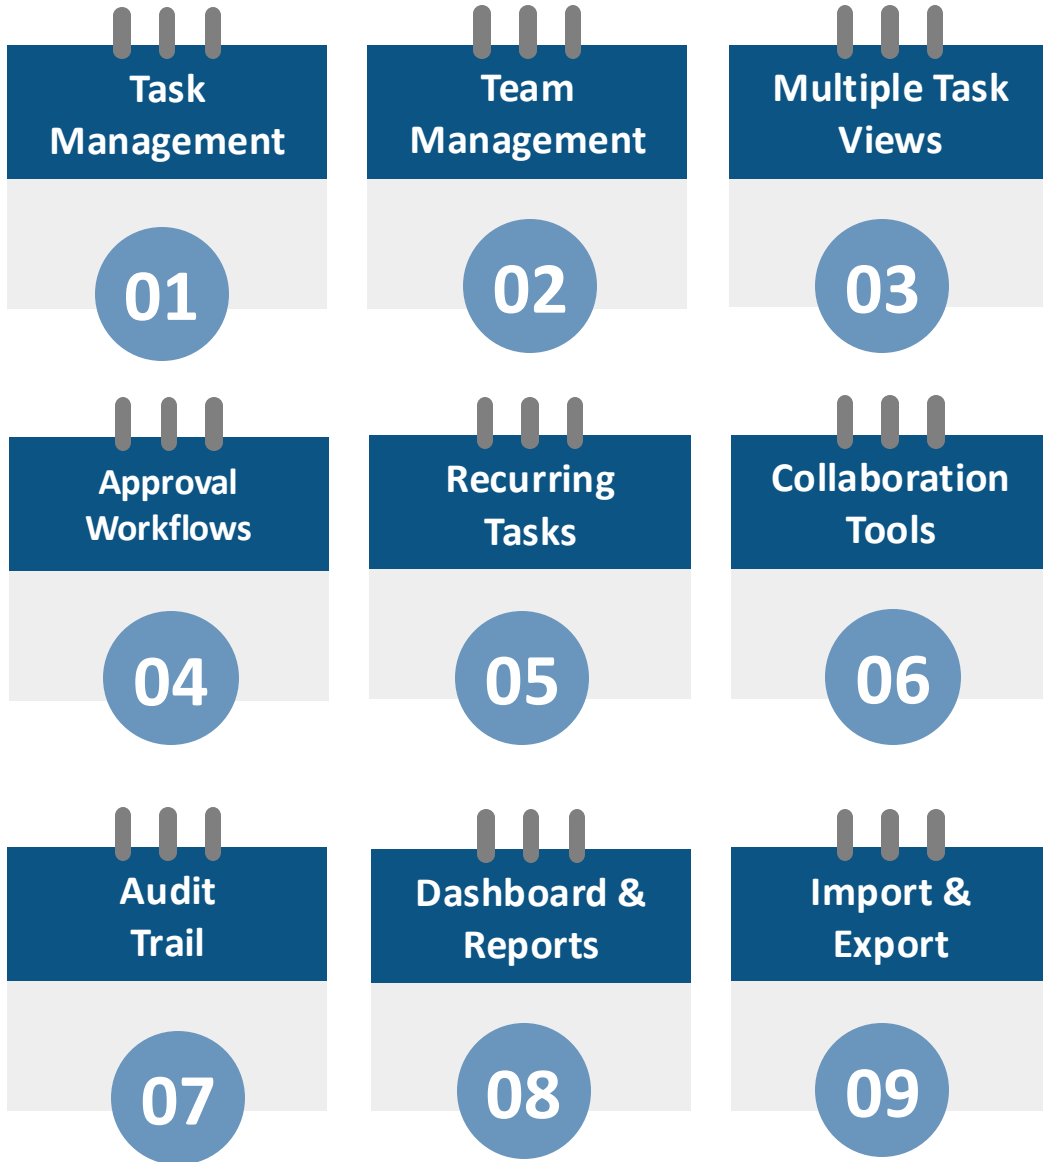 Task
Management
01
Team
Management
02
Multiple Task
Views
03
Approval
Workflows
04
Recurring
Tasks
05
Collaboration
Tools
06
Audit
Trail
07
Dashboard &
Reports
08
Import &
Export
09